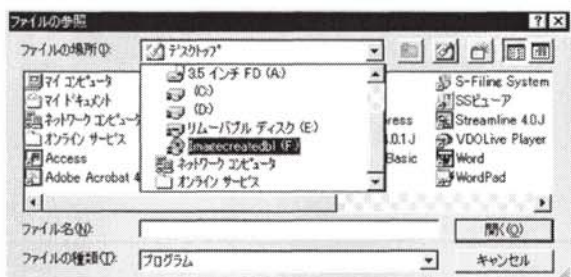 ファイルの参照
ファイルの場所(I): デスクトップ
マイ コンピュータ
マイ ドキュメント
ネットワーク コンピュータ
オンライン サービス
Access
Adobe Acrobat 4
3.5 インチ FD (A:)
(C:)
(D:)
リムーバブル ディスク (E:)
Imagecreatedbl (F:)
ネットワーク コンピュータ
オンライン サービス
ress
.0.1J
Basic
S-Filing System
SSビューア
Streamline 4.0J
VDOLive Player
Word
WordPad
ファイル名(N):
開く(O)
ファイルの種類(T): プログラム
キャンセル